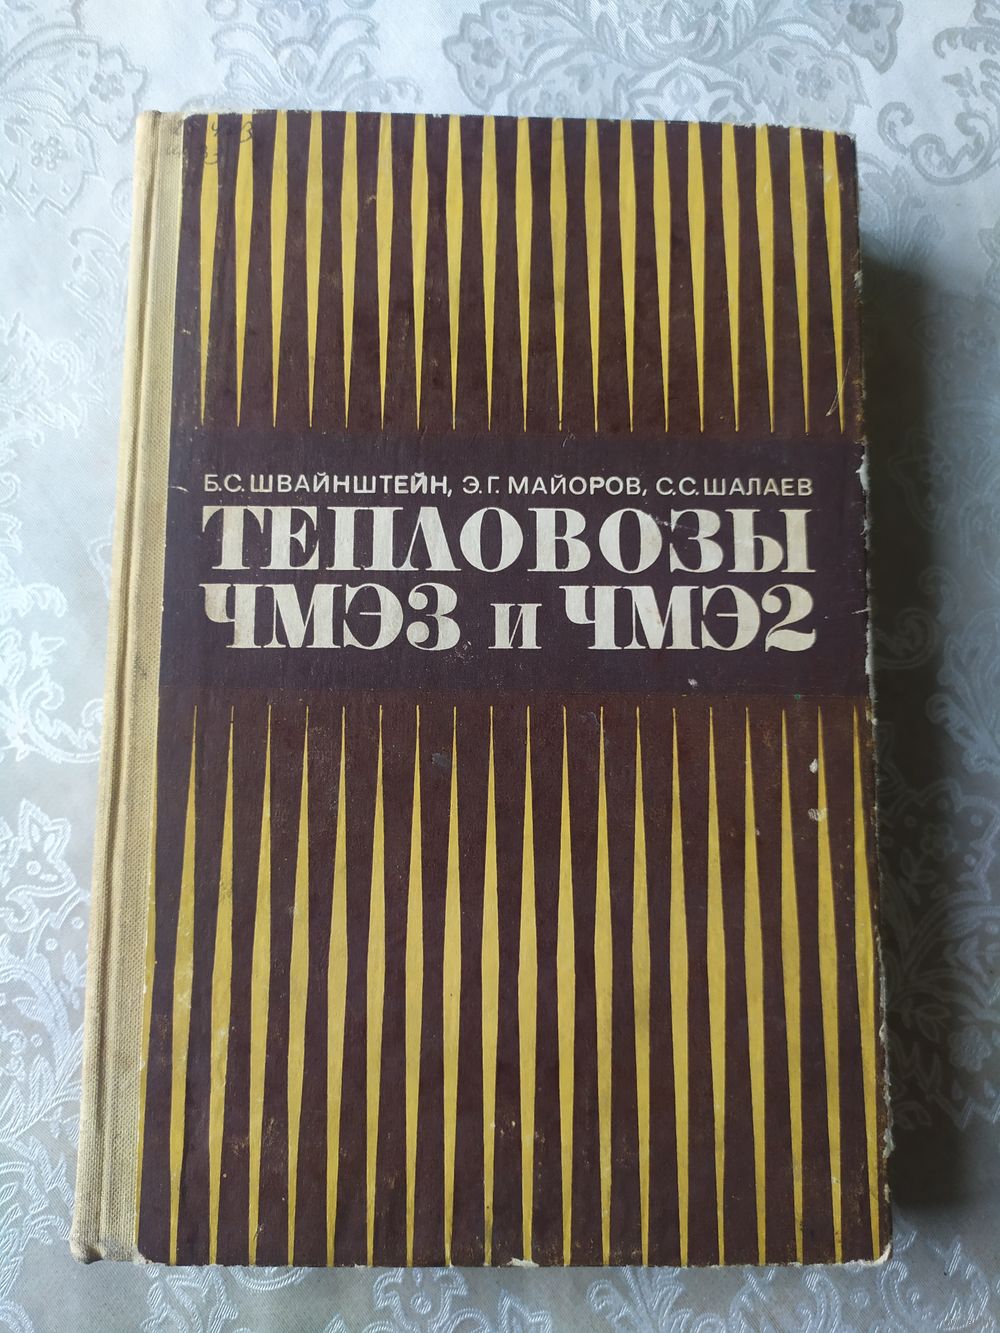 Б.С. ШВАЙНШТЕЙН, Э.Г. МАЙОРОВ, С.С. ШАЛАЕВ
ТЕПЛОВОЗЫ
ЧМЭ3 и ЧМЭ2